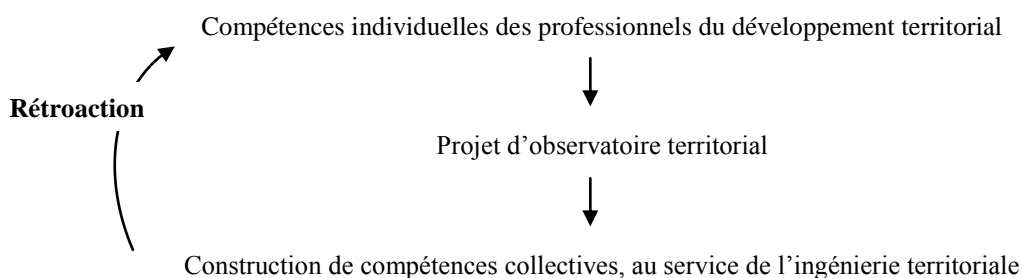 Compétences individuelles des professionnels du développement territorial
Rétroaction
Projet d’observatoire territorial
Construction de compétences collectives, au service de l’ingénierie territoriale